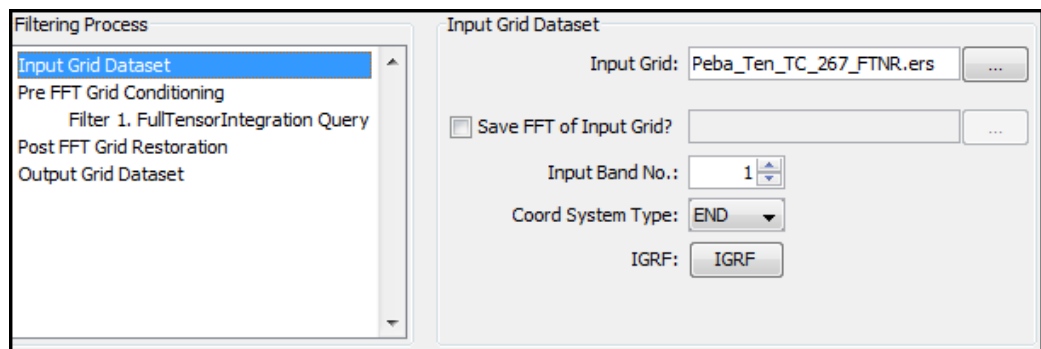 Filtering Process
Input Grid Dataset
Pre FFT Grid Conditioning
Filter 1. FullTensorIntegration Query
Post FFT Grid Restoration
Output Grid Dataset
Input Grid Dataset
Input Grid: Peba_Ten_TC_267_FTNR.ers ...
Save FFT of Input Grid? ...
Input Band No.: 1
Coord System Type: END
IGRF: IGRF